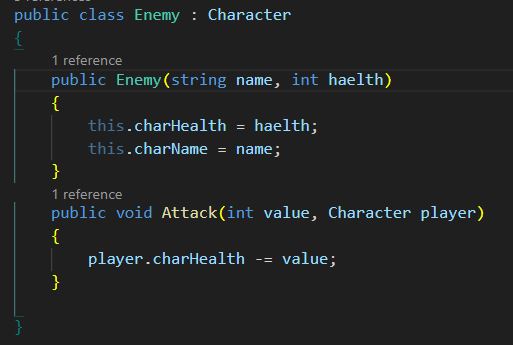 public class Enemy : Character
{
1 reference
public Enemy(string name, int haelth)
{
this.charHealth = haelth;
this.charName = name;
}
1 reference
public void Attack(int value, Character player)
{
player.charHealth -= value;
}
}